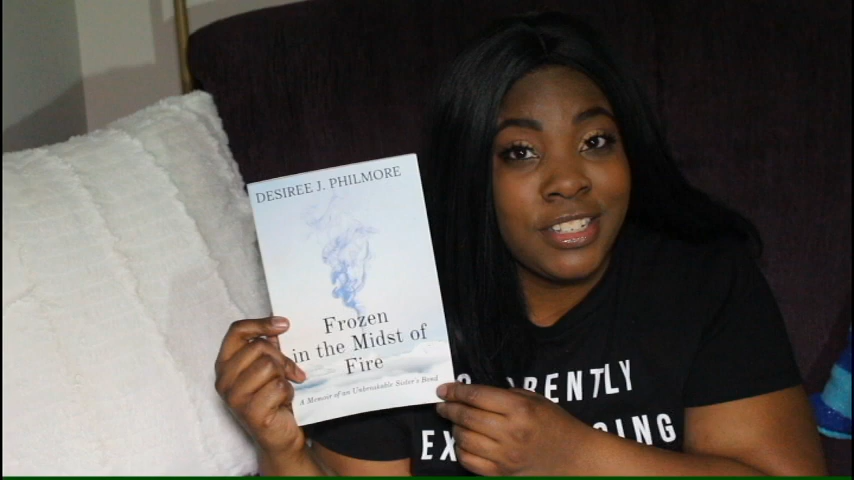 DESIREE J. PHILMORE
Frozen
in the Midst of
Fire
A Memoir of an Unbreakable Sister's Bond